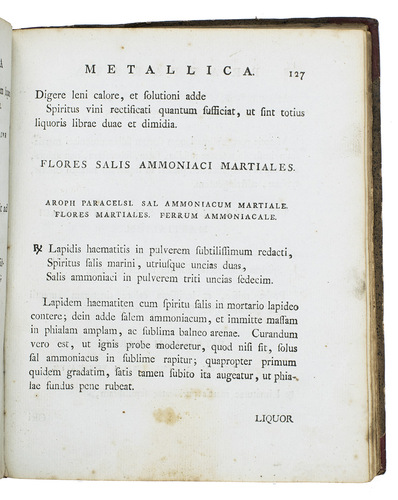 METALLICA. 127
Digere leni calore, et ſolutioni adde
Spiritus vini rectificati quantum ſufficiat, ut ſint totius
liquoris librae duae et dimidia.
FLORES SALIS AMMONIACI MARTIALES.
AROPH PARACELSI. SAL AMMONIACUM MARTIALE.
FLORES MARTIALES. FERRUM AMMONIACALE.
℞ Lapidis haematitis in pulverem ſubtiliſſimum redacti,
Spiritus ſalis marini, utriuſque uncias duas,
Salis ammoniaci in pulverem triti uncias ſedecim.
Lapidem haematiten cum ſpiritu ſalis in mortario lapideo
contere; dein adde ſalem ammoniacum, et immitte maſſam
in phialam amplam, ac ſublima balneo arenae. Curandum
vero eſt, ut ignis probe moderetur, quod niſi ſit, ſolus
ſal ammoniacus in ſublime rapitur; quapropter primum
quidem gradatim, ſatis tamen ſubito ita augeatur, ut phia-
lae fundus pene rubeat.
LIQUOR